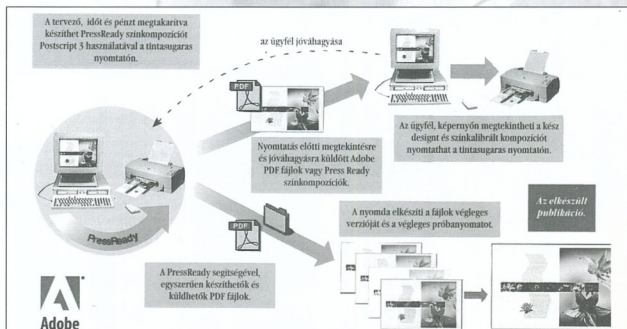 A tervező, időt és pénzt megtakarítva
készíthet PressReady színkompozíciót
Postscript 3 használatával a tintasugaras
nyomtatón.
az ügyfél jóváhagyása
PDF
Nyomtatás előtti megtekintésre
és jóváhagyásra küldött Adobe
PDF fájlok vagy Press Ready
színkompozíciók.
Az ügyfél, képernyőn megtekintheti a kész
designt és színkalibrált kompozíciót
nyomtathat a tintasugaras nyomtatón.
PressReady
PDF
A PressReady segítségével,
egyszerűen készíthetők és
küldhetők PDF fájlok.
A nyomda elkészíti a fájlok végleges
verzióját és a végleges próbanyomatot.
Az elkészült
publikáció.
Adobe